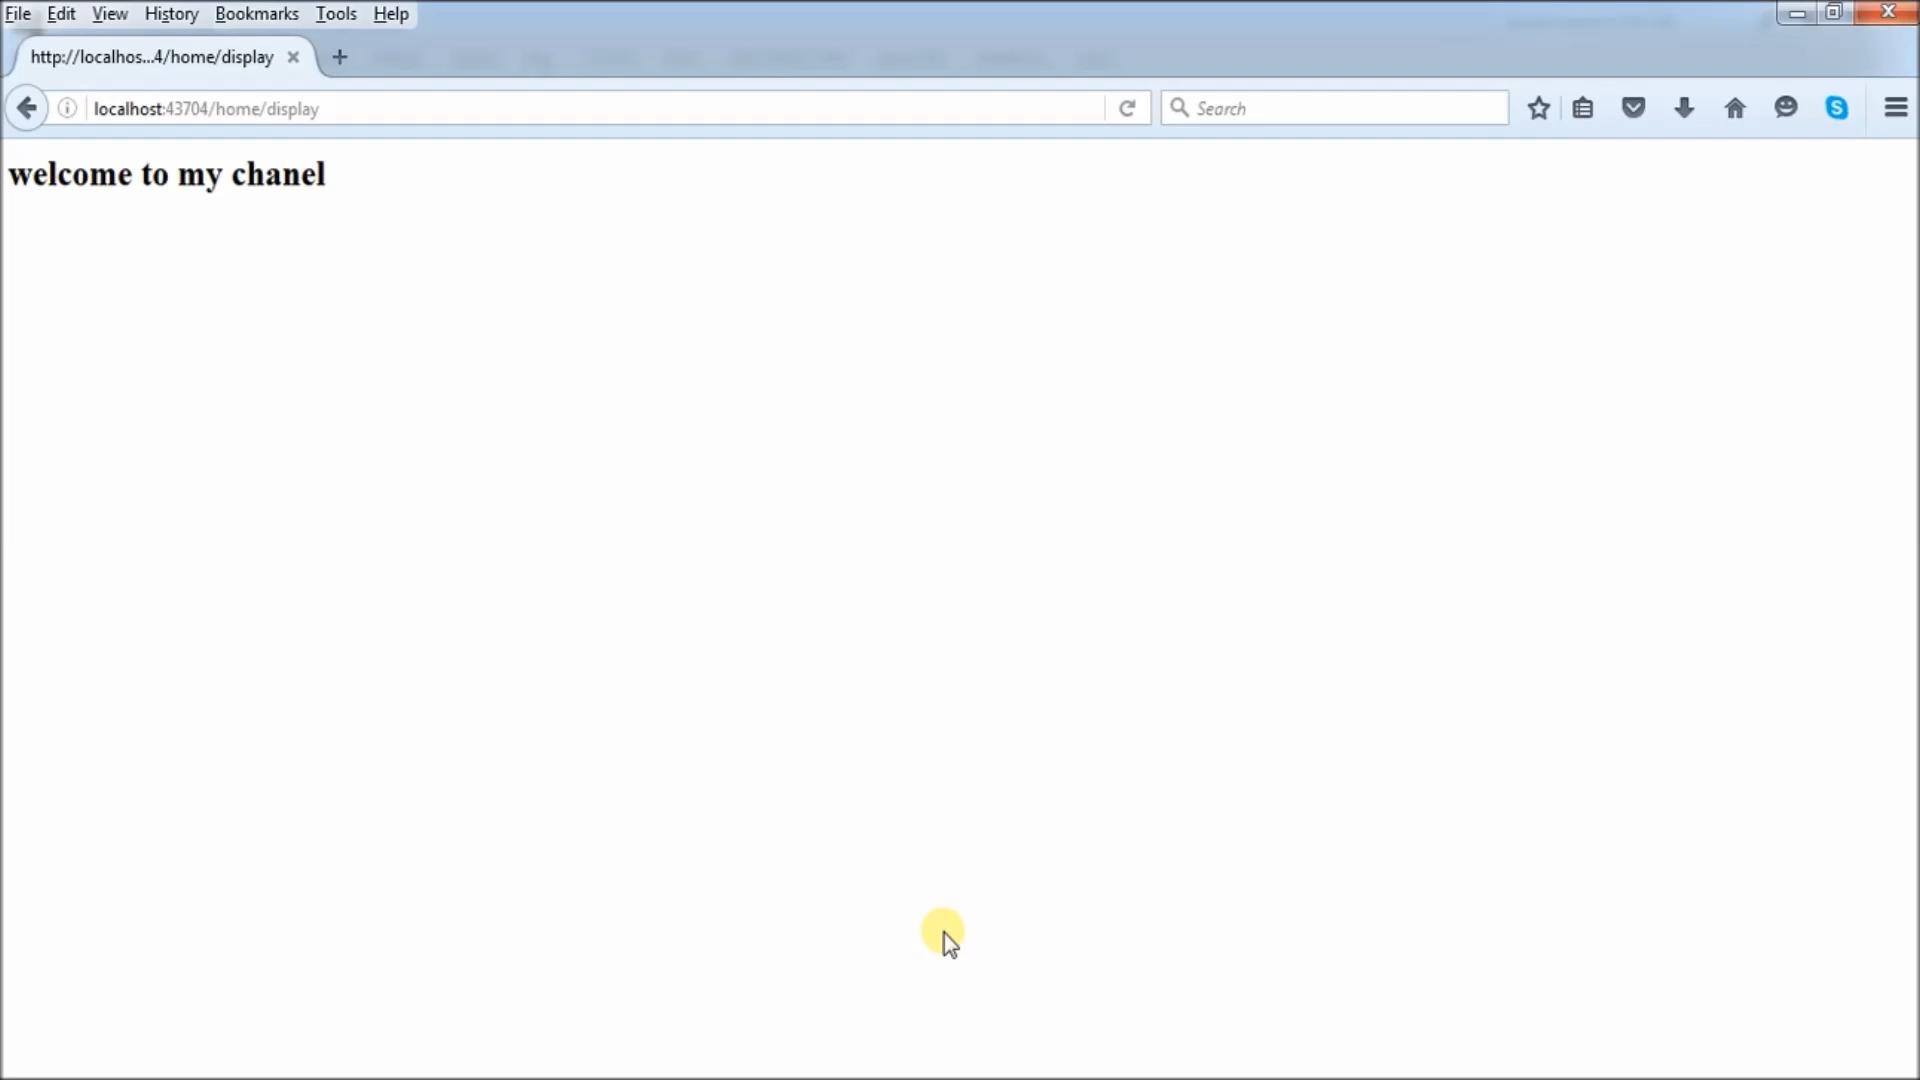 File Edit View History Bookmarks Tools Help
http://localhos...4/home/display
localhost:43704/home/display Search
welcome to my chanel